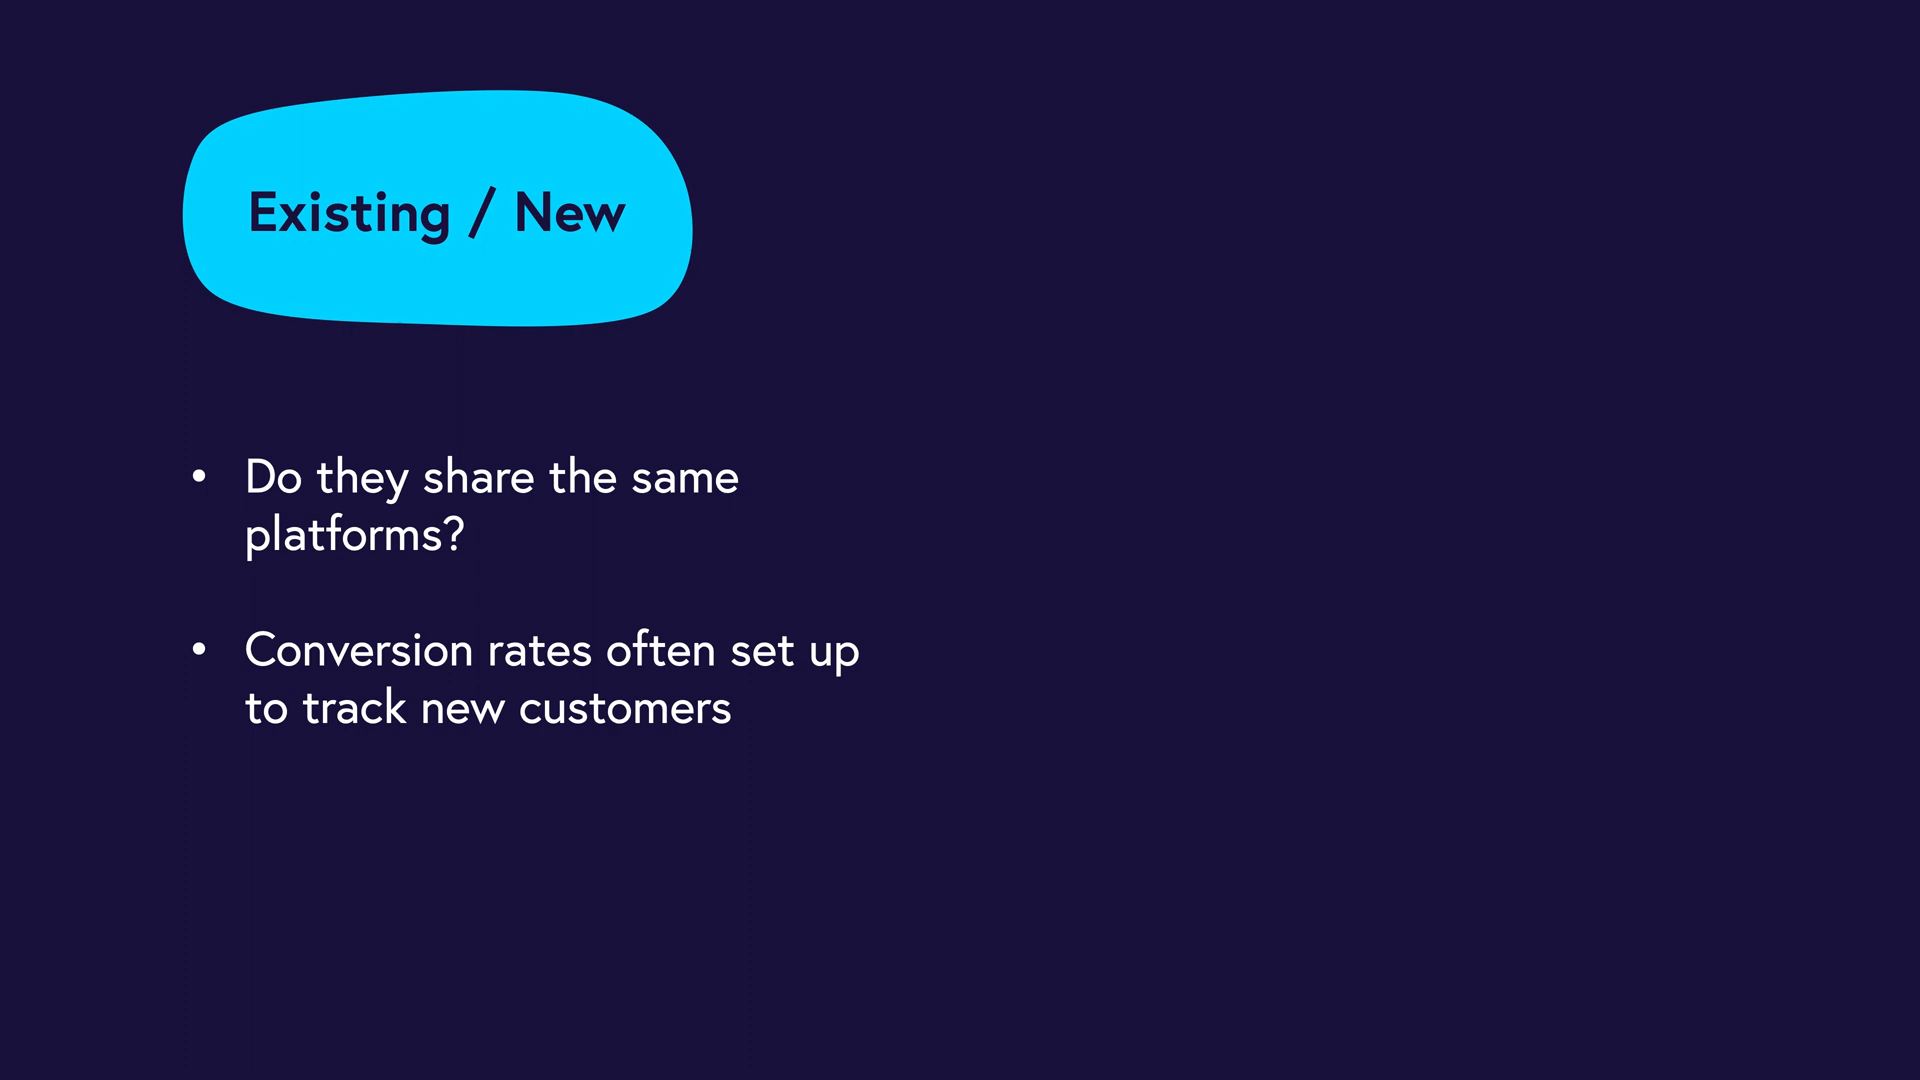 Existing / New
• Do they share the same
platforms?
• Conversion rates often set up
to track new customers